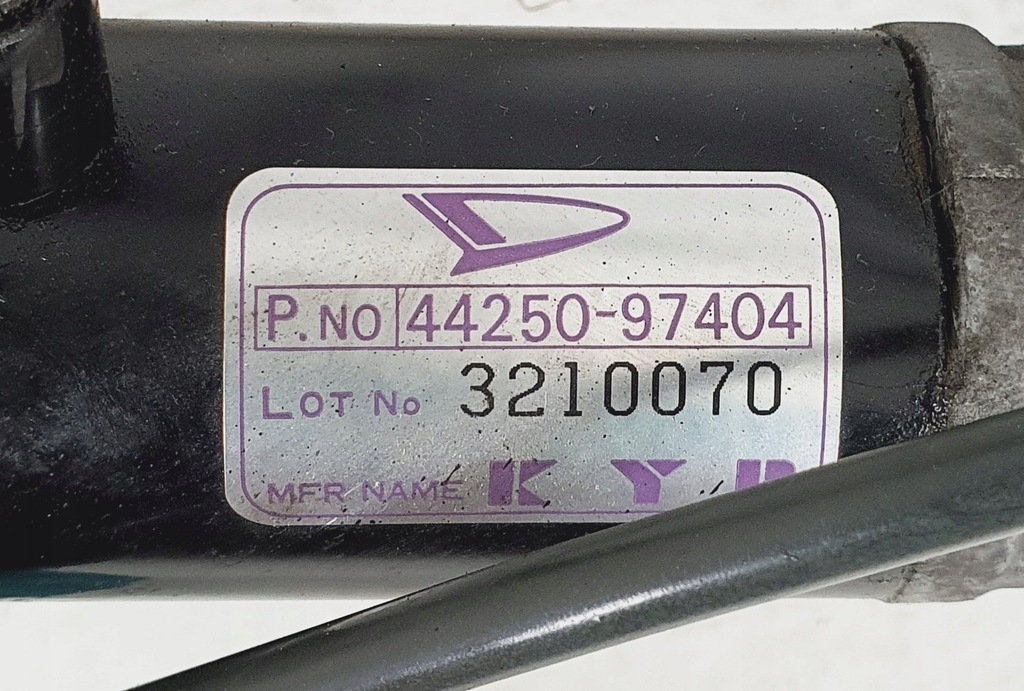 P.NO 44250-97404
LOT No 3210070
MFR NAME KYB